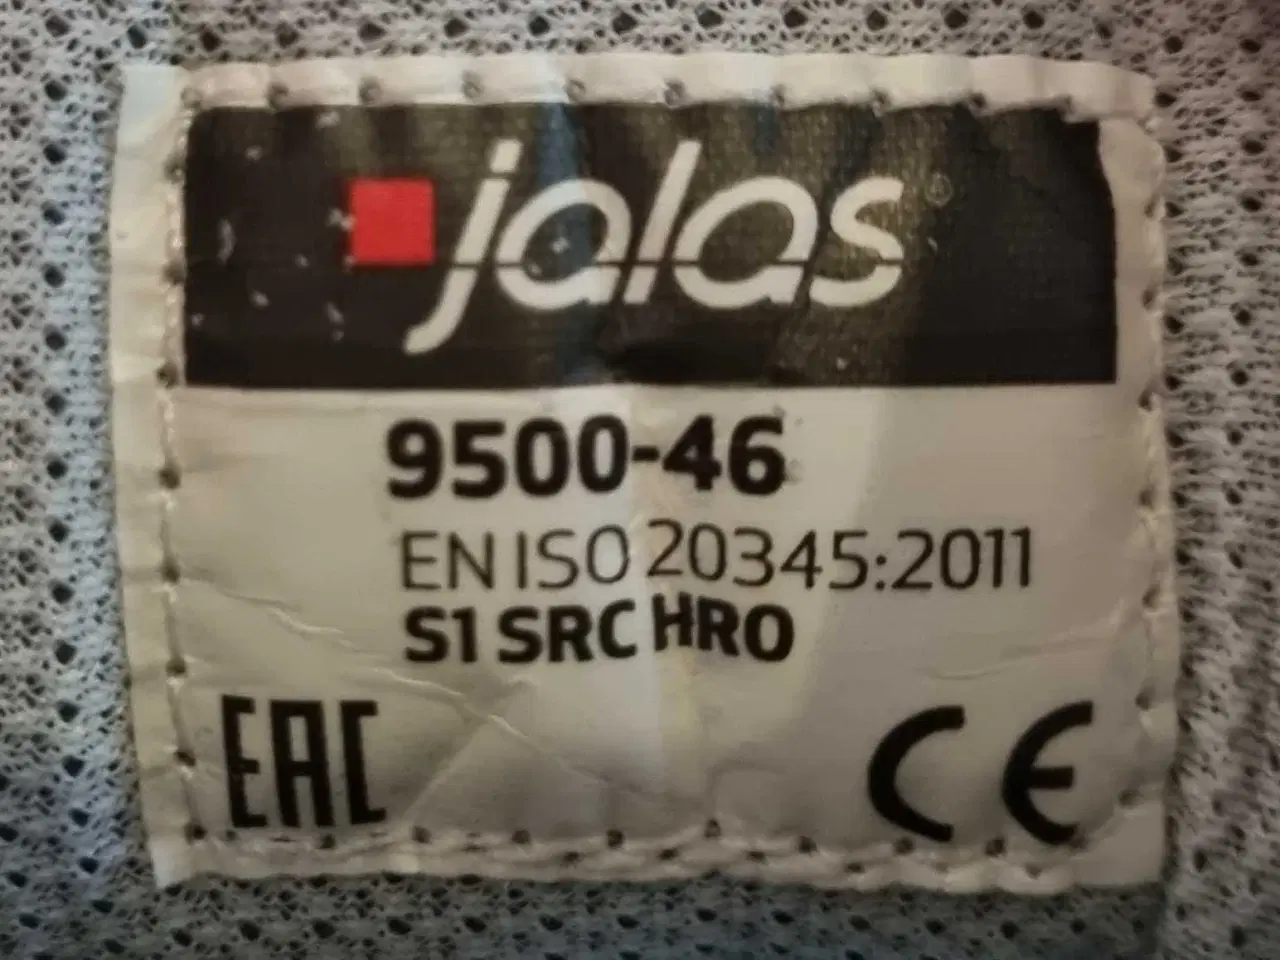 jalas®
9500-46
EN ISO 20345:2011
S1 SRC HRO
EAC CE